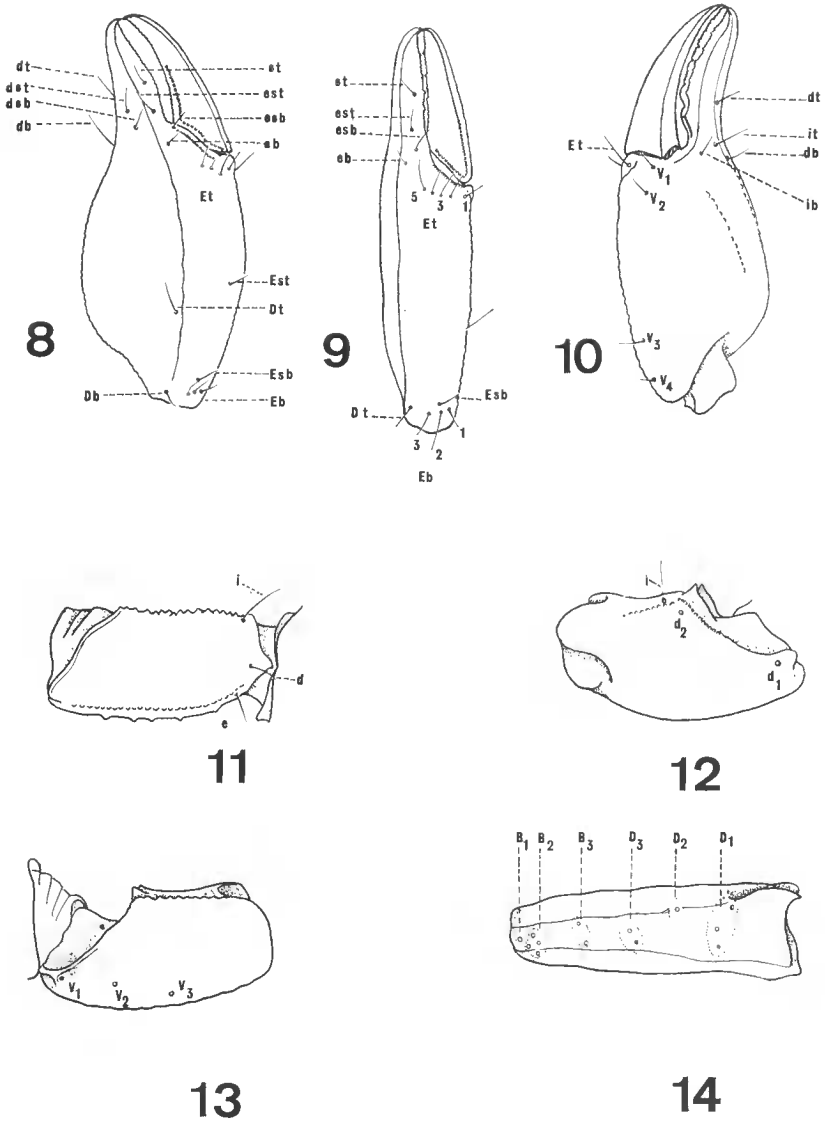 dt
dst
dsb
db
et
est
esb
eb
Et
Est
Dt
Esb
Eb
Db
8
et
est
esb
eb
5 3 1
Et
Dt
Esb
3 2 1
Eb
9
Et
dt
it
db
ib
V1
V2
V3
V4
10
i
d
e
11
i
d2
d1
12
V1 V2 V3
13
B1 B2 B3 D3 D2 D1
14